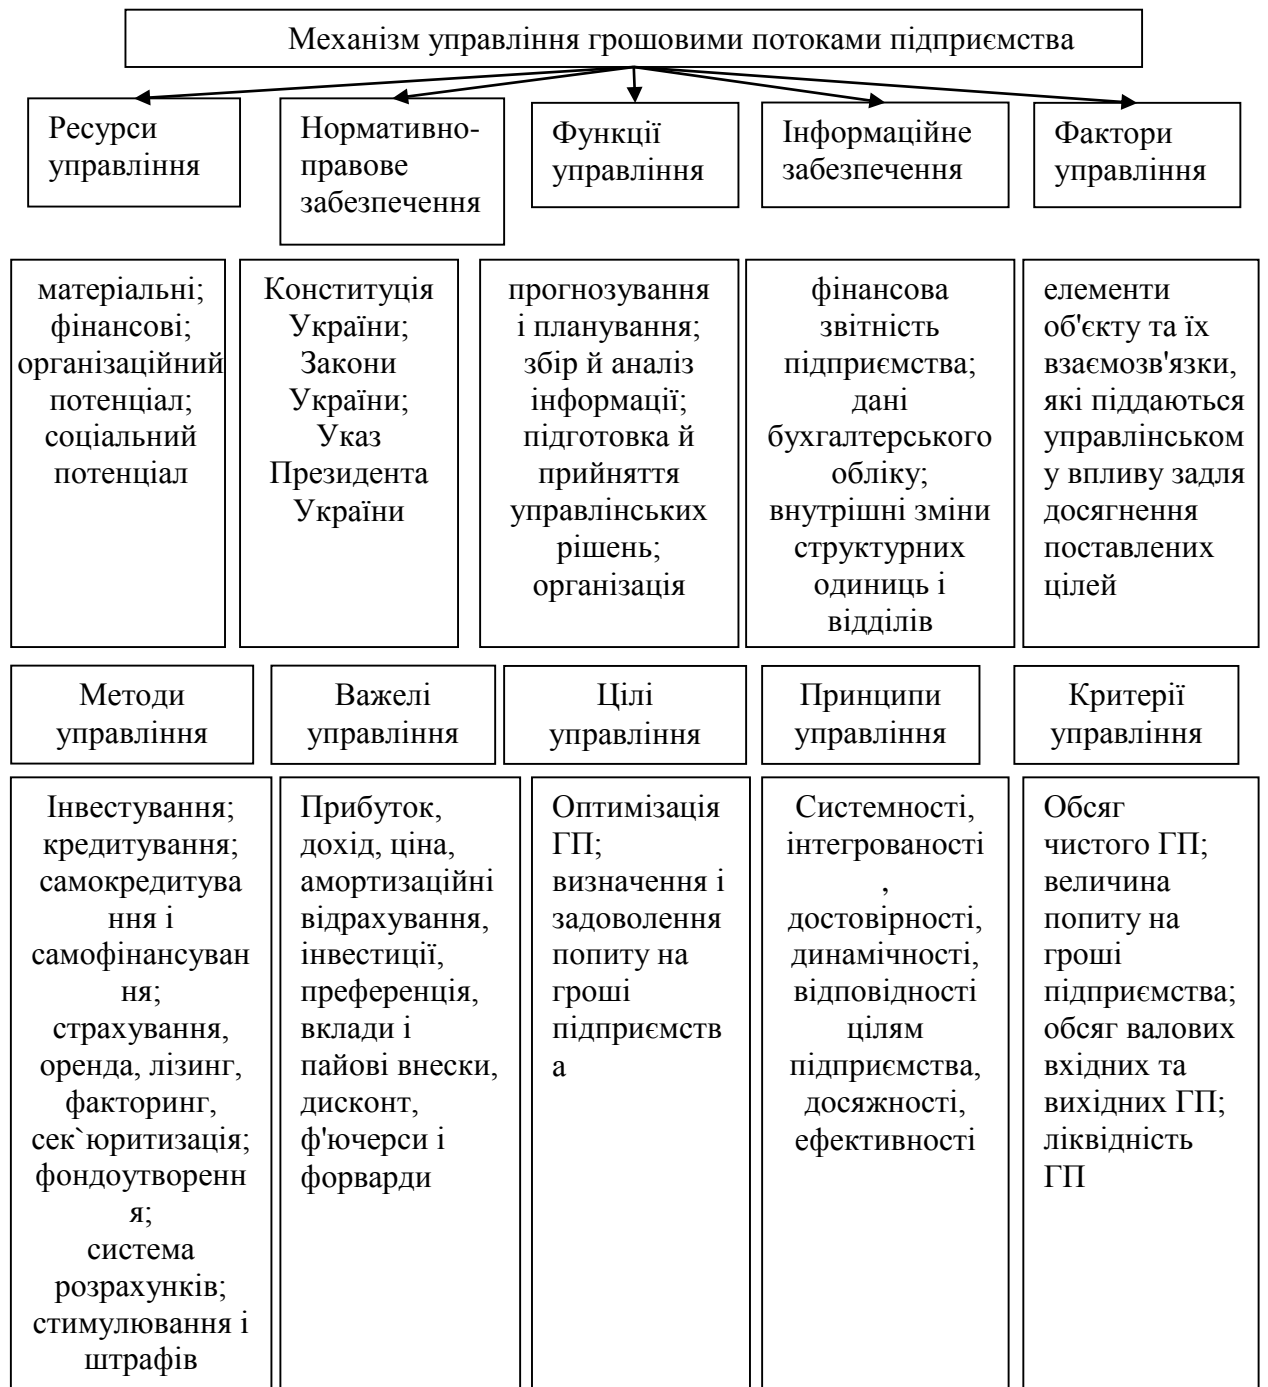 Механізм управління грошовими потоками підприємства
Ресурси
управління
Нормативно-
правове
забезпечення
Функції
управління
Інформаційне
забезпечення
Фактори
управління
матеріальні;
фінансові;
організаційний
потенціал;
соціальний
потенціал
Конституція
України;
Закони
України;
Указ
Президента
України
прогнозування
і планування;
збір й аналіз
інформації;
підготовка й
прийняття
управлінських
рішень;
організація
фінансова
звітність
підприємства;
дані
бухгалтерського
обліку;
внутрішні зміни
структурних
одиниць і
відділів
елементи
об'єкту та їх
взаємозв'язки,
які піддаються
управлінськом
у впливу задля
досягнення
поставлених
цілей
Методи
управління
Важелі
управління
Цілі
управління
Принципи
управління
Критерії
управління
Інвестування;
кредитування;
самокредитува
ння і
самофінансуван
ня;
страхування,
оренда, лізинг,
факторинг,
сек`юритизація;
фондоутворенн
я;
система
розрахунків;
стимулювання і
штрафів
Прибуток,
дохід, ціна,
амортизаційні
відрахування,
інвестиції,
преференція,
вклади і
пайові внески,
дисконт,
ф'ючерси і
форварди
Оптимізація
ГП;
визначення і
задоволення
попиту на
гроші
підприємств
а
Системності,
інтегрованості
,
достовірності,
динамічності,
відповідності
цілям
підприємства,
досяжності,
ефективності
Обсяг
чистого ГП;
величина
попиту на
гроші
підприємства;
обсяг валових
вхідних та
вихідних ГП;
ліквідність
ГП